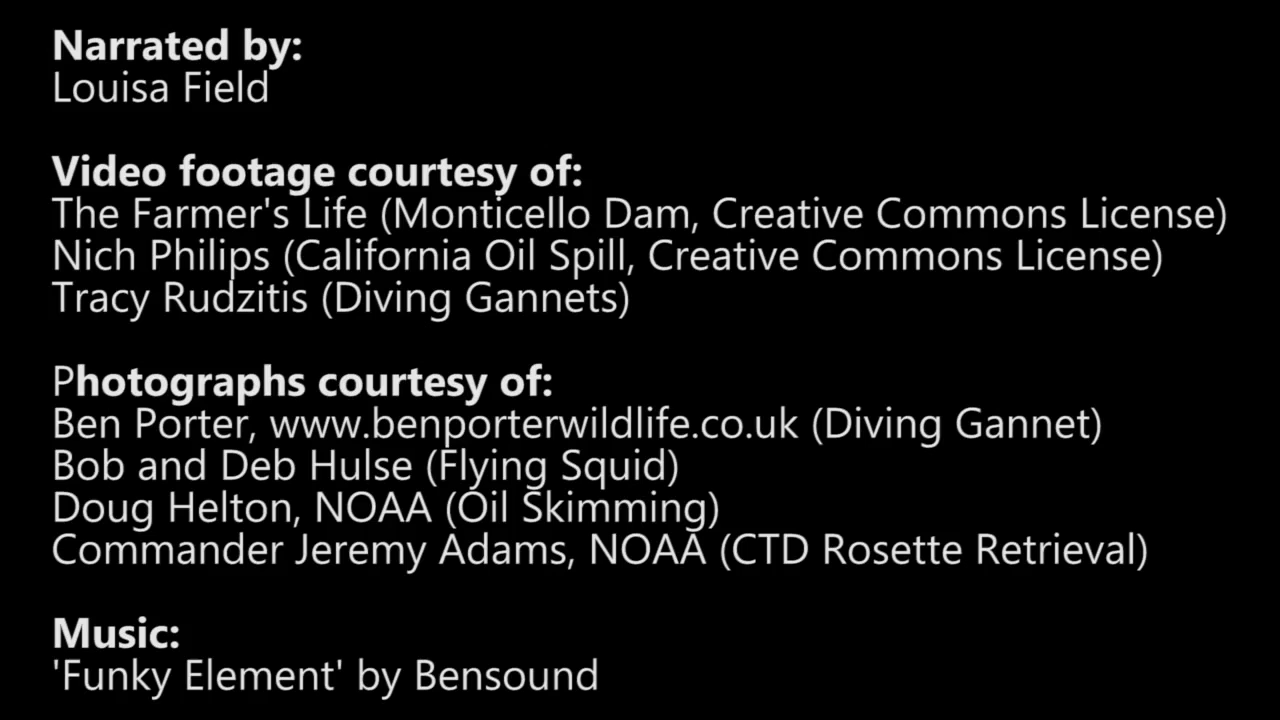 Narrated by:
Louisa Field
Video footage courtesy of:
The Farmer's Life (Monticello Dam, Creative Commons License)
Nich Philips (California Oil Spill, Creative Commons License)
Tracy Rudzitis (Diving Gannets)
Photographs courtesy of:
Ben Porter, www.benporterwildlife.co.uk (Diving Gannet)
Bob and Deb Hulse (Flying Squid)
Doug Helton, NOAA (Oil Skimming)
Commander Jeremy Adams, NOAA (CTD Rosette Retrieval)
Music:
'Funky Element' by Bensound